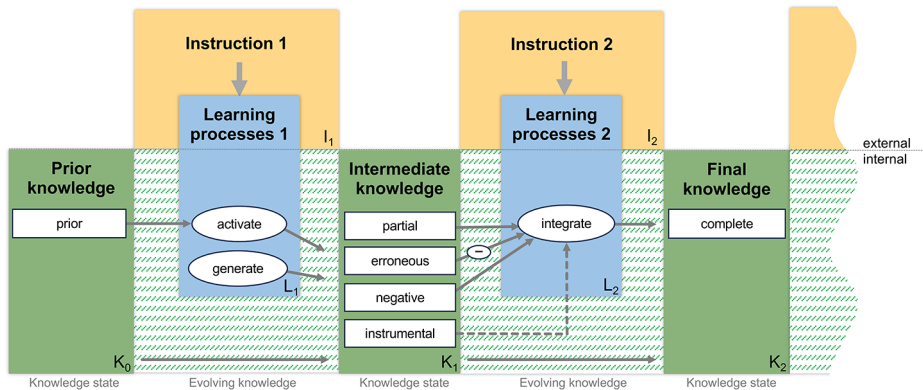 Instruction 1
Instruction 2
Learning
processes 1
I1
Learning
processes 2
I2
external
internal
Prior
knowledge
Intermediate
knowledge
Final
knowledge
prior
activate
partial
integrate
complete
erroneous
−
generate
negative
L1
L2
instrumental
K0
K1
K2
Knowledge state
Evolving knowledge
Knowledge state
Evolving knowledge
Knowledge state